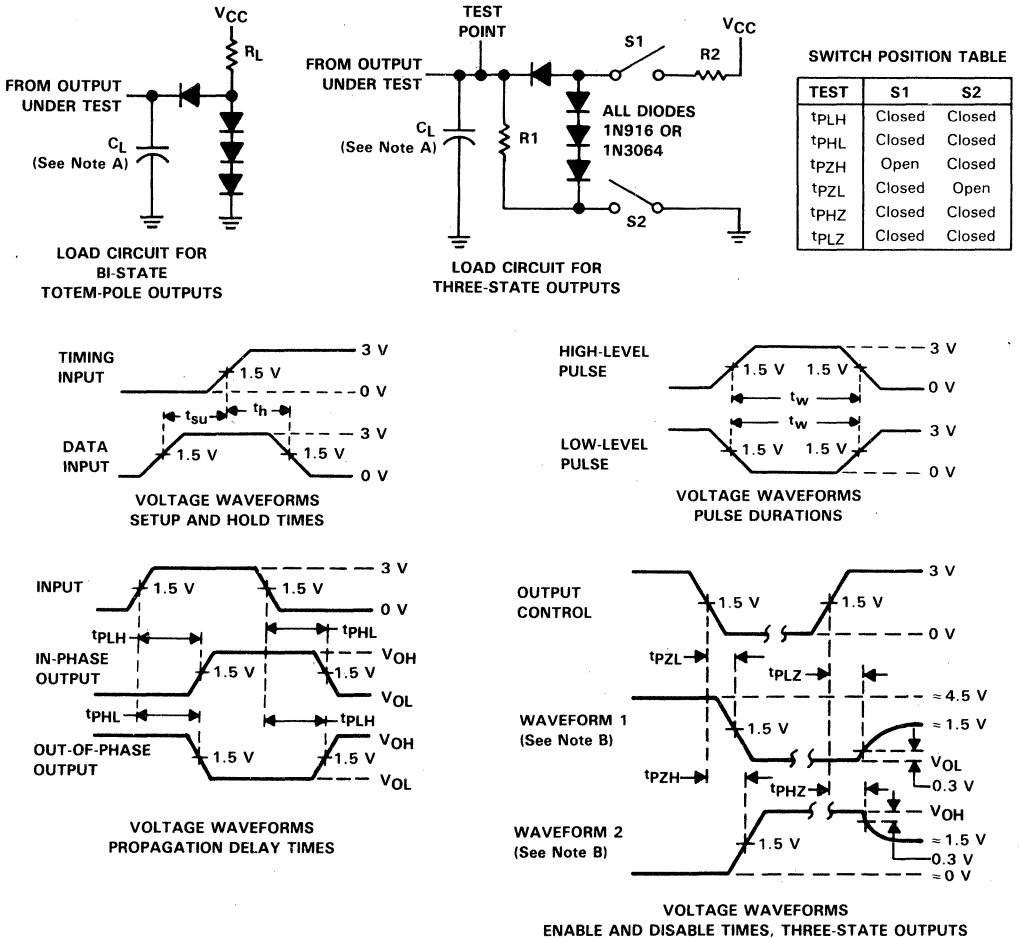 VCC
RL
FROM OUTPUT
UNDER TEST
CL
(See Note A)
LOAD CIRCUIT FOR
BI-STATE
TOTEM-POLE OUTPUTS
TEST
POINT
FROM OUTPUT
UNDER TEST
S1
R2
VCC
CL
(See Note A)
R1
ALL DIODES
1N916 OR
1N3064
S2
LOAD CIRCUIT FOR
THREE-STATE OUTPUTS
SWITCH POSITION TABLE
TEST S1 S2
tPLH Closed Closed
tPHL Closed Closed
tPZH Open Closed
tPZL Closed Open
tPHZ Closed Closed
tPLZ Closed Closed
TIMING
INPUT
3 V
1.5 V
0 V
tsu
th
DATA
INPUT
3 V
1.5 V
1.5 V
0 V
VOLTAGE WAVEFORMS
SETUP AND HOLD TIMES
HIGH-LEVEL
PULSE
3 V
1.5 V
1.5 V
0 V
tw
tw
LOW-LEVEL
PULSE
3 V
1.5 V
1.5 V
0 V
VOLTAGE WAVEFORMS
PULSE DURATIONS
INPUT
3 V
1.5 V
1.5 V
0 V
tPLH
tPHL
IN-PHASE
OUTPUT
VOH
1.5 V
1.5 V
VOL
tPHL
tPLH
OUT-OF-PHASE
OUTPUT
VOH
1.5 V
1.5 V
VOL
VOLTAGE WAVEFORMS
PROPAGATION DELAY TIMES
OUTPUT
CONTROL
3 V
1.5 V
1.5 V
0 V
tPZL
tPLZ
WAVEFORM 1
(See Note B)
≈ 4.5 V
1.5 V
≈ 1.5 V
VOL
0.3 V
tPZH
tPHZ
WAVEFORM 2
(See Note B)
VOH
1.5 V
≈ 1.5 V
0.3 V
≈ 0 V
VOLTAGE WAVEFORMS
ENABLE AND DISABLE TIMES, THREE-STATE OUTPUTS